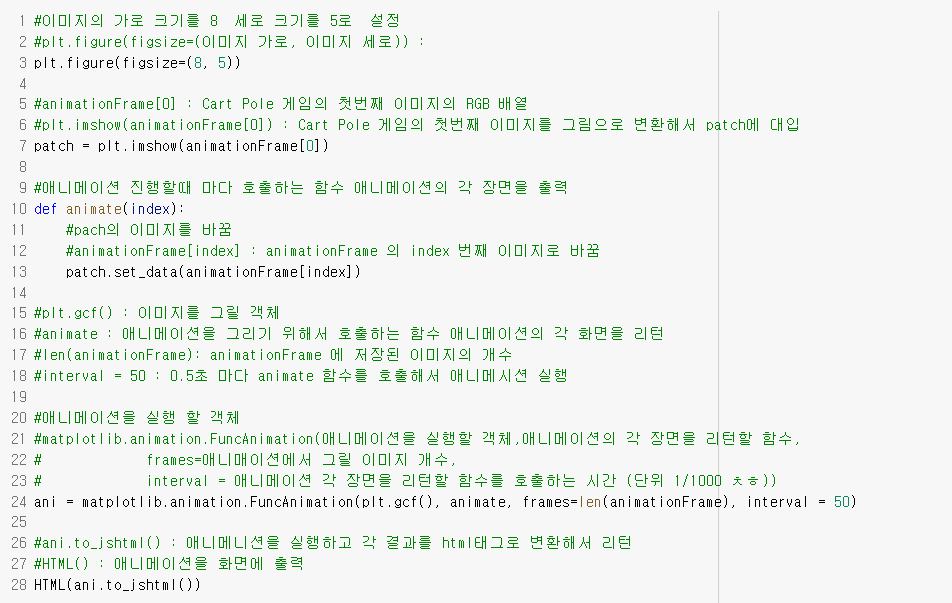 1 #이미지의 가로 크기를 8 세로 크기를 5로 설정
2 #plt.figure(figsize=(이미지 가로, 이미지 세로)) :
3 plt.figure(figsize=(8, 5))
4
5 #animationFrame[0] : Cart Pole 게임의 첫번째 이미지의 RGB 배열
6 #plt.imshow(animationFrame[0]) : Cart Pole 게임의 첫번째 이미지를 그림으로 변환해서 patch에 대입
7 patch = plt.imshow(animationFrame[0])
8
9 #애니메이션 진행할때 마다 호출하는 함수 애니메이션의 각 장면을 출력
10 def animate(index):
11     #pach의 이미지를 바꿈
12     #animationFrame[index] : animationFrame 의 index 번째 이미지로 바꿈
13     patch.set_data(animationFrame[index])
14
15 #plt.gcf() : 이미지를 그릴 객체
16 #animate : 애니메이션을 그리기 위해서 호출하는 함수 애니메이션의 각 화면을 리턴
17 #len(animationFrame): animationFrame 에 저장된 이미지의 개수
18 #interval = 50 : 0.5초 마다 animate 함수를 호출해서 애니메시션 실행
19
20 #애니메이션을 실행 할 객체
21 #matplotlib.animation.FuncAnimation(애니메이션을 실행할 객체,애니메이션의 각 장면을 리턴할 함수,
22 #             frames=애니매이션에서 그릴 이미지 개수,
23 #             interval = 애니메이션 각 장면을 리턴할 함수를 호출하는 시간 (단위 1/1000 ㅊㅎ))
24 ani = matplotlib.animation.FuncAnimation(plt.gcf(), animate, frames=len(animationFrame), interval = 50)
25
26 #ani.to_jshtml() : 애니메니션을 실행하고 각 결과를 html태그로 변환해서 리턴
27 #HTML() : 애니메이션을 화면에 출력
28 HTML(ani.to_jshtml())